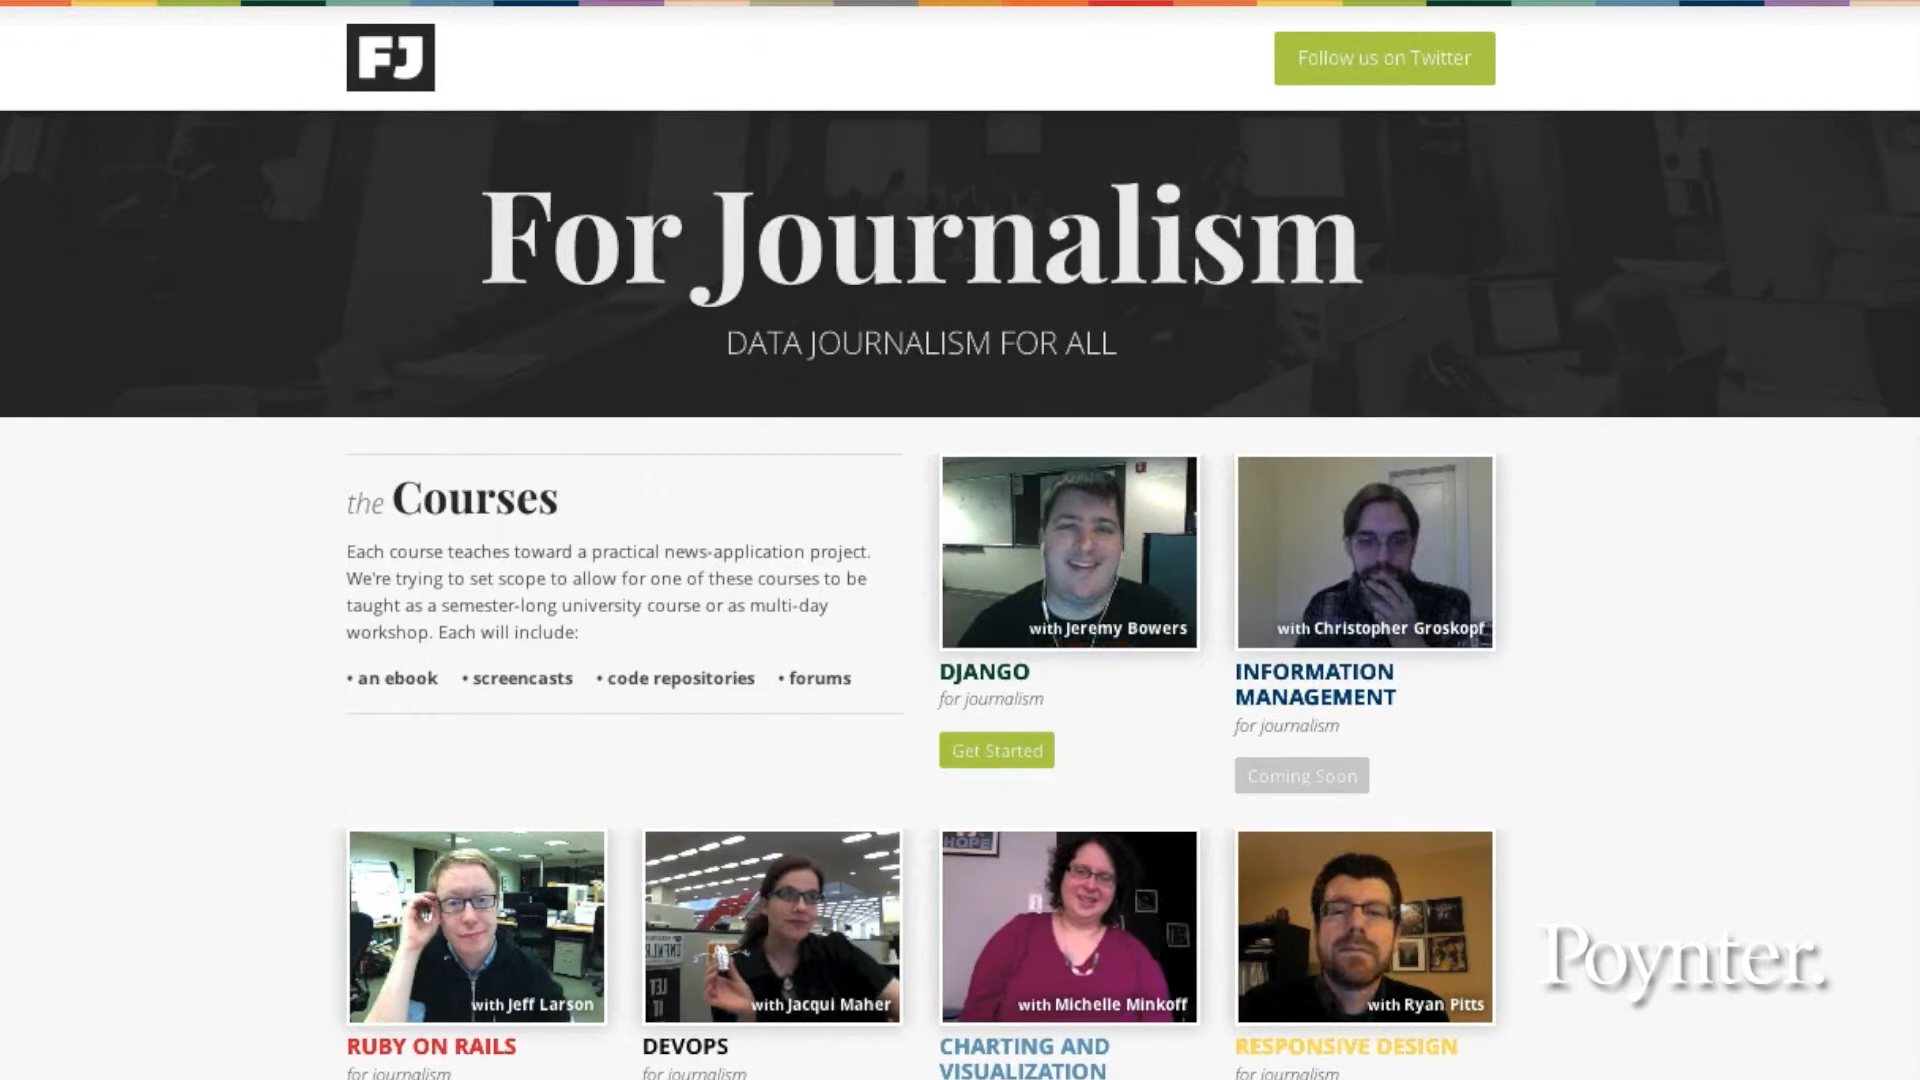 FJ
Follow us on Twitter
For Journalism
DATA JOURNALISM FOR ALL
the Courses
Each course teaches toward a practical news-application project.
We're trying to set scope to allow for one of these courses to be
taught as a semester-long university course or as multi-day
workshop. Each will include:
• an ebook • screencasts • code repositories • forums
with Jeremy Bowers
DJANGO
for journalism
Get Started
with Christopher Groskopf
INFORMATION
MANAGEMENT
for journalism
Coming Soon
with Jeff Larson
RUBY ON RAILS
for journalism
with Jacqui Maher
DEVOPS
for journalism
HOPE
with Michelle Minkoff
CHARTING AND
VISUALIZATION
with Ryan Pitts
RESPONSIVE DESIGN
for journalism
Poynter.